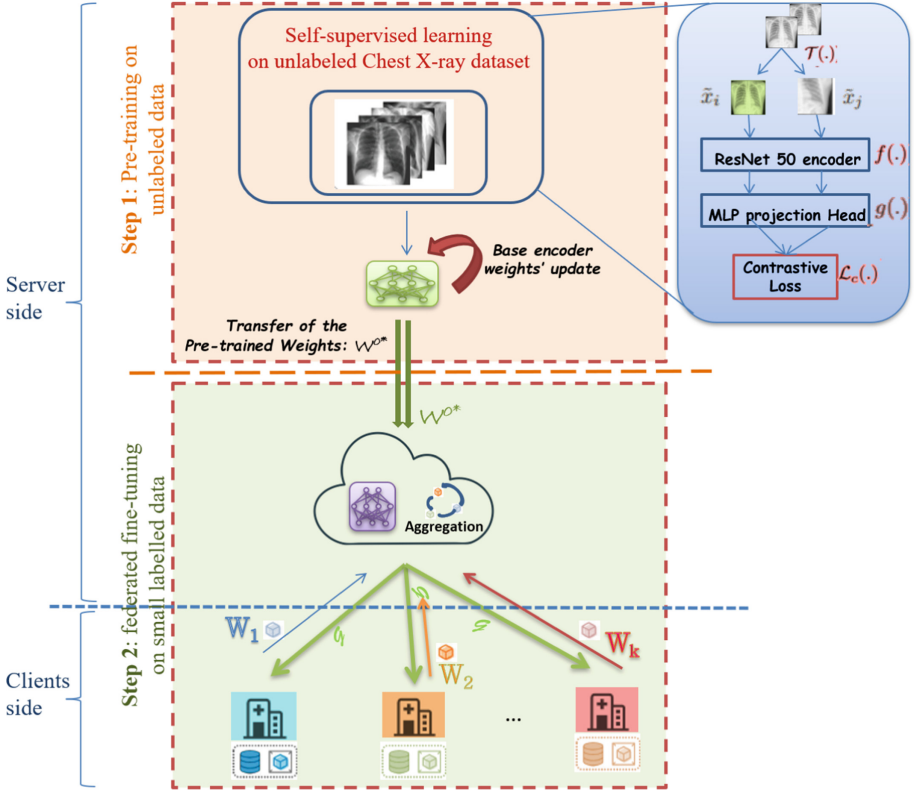 Server
side
Clients
side
Step 1: Pre-training on
unlabeled data
Self-supervised learning
on unlabeled Chest X-ray dataset
Base encoder
weights' update
Transfer of the
Pre-trained Weights: W⁰*
𝒯(.)
x̃ᵢ
x̃ⱼ
ResNet 50 encoder
f(.)
MLP projection Head
g(.)
Contrastive
Loss
ℒ꜀(.)
W⁰*
Step 2: federated fine-tuning
on small labelled data
Aggregation
W₁
W₂
Wₖ
...